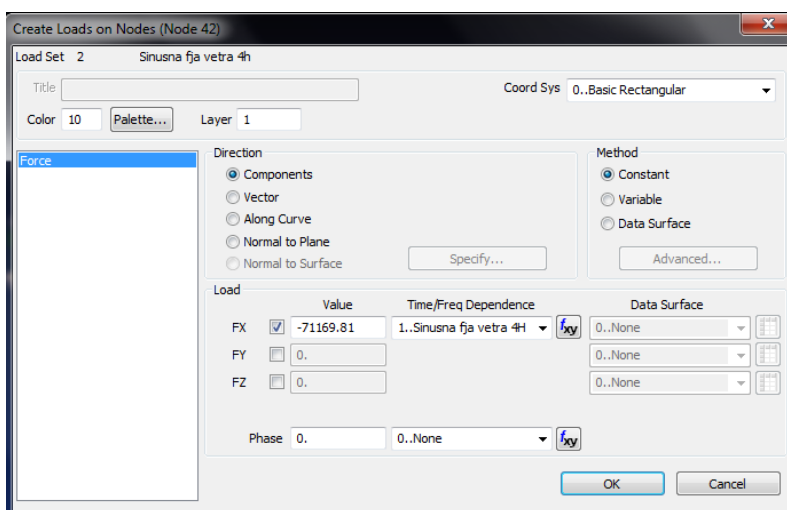 Create Loads on Nodes (Node 42)
Load Set 2 Sinusna fja vetra 4h
Title Coord Sys 0..Basic Rectangular
Color 10 Palette... Layer 1
Force
Direction
Components
Vector
Along Curve
Normal to Plane
Normal to Surface
Specify...
Method
Constant
Variable
Data Surface
Advanced...
Load
Value Time/Freq Dependence Data Surface
FX -71169.81 1..Sinusna fja vetra 4H fxy 0..None
FY 0. 0..None
FZ 0. 0..None
Phase 0. 0..None fxy
OK Cancel